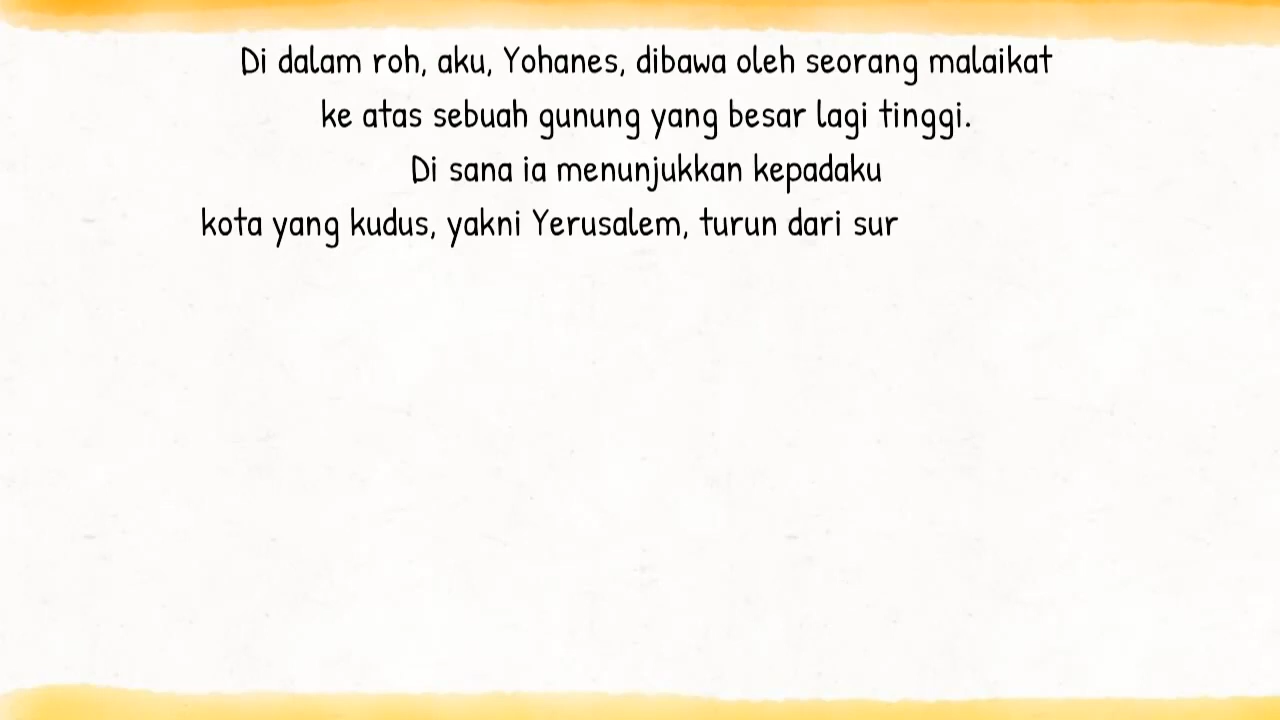 Di dalam roh, aku, Yohanes, dibawa oleh seorang malaikat
ke atas sebuah gunung yang besar lagi tinggi.
Di sana ia menunjukkan kepadaku
kota yang kudus, yakni Yerusalem, turun dari sur